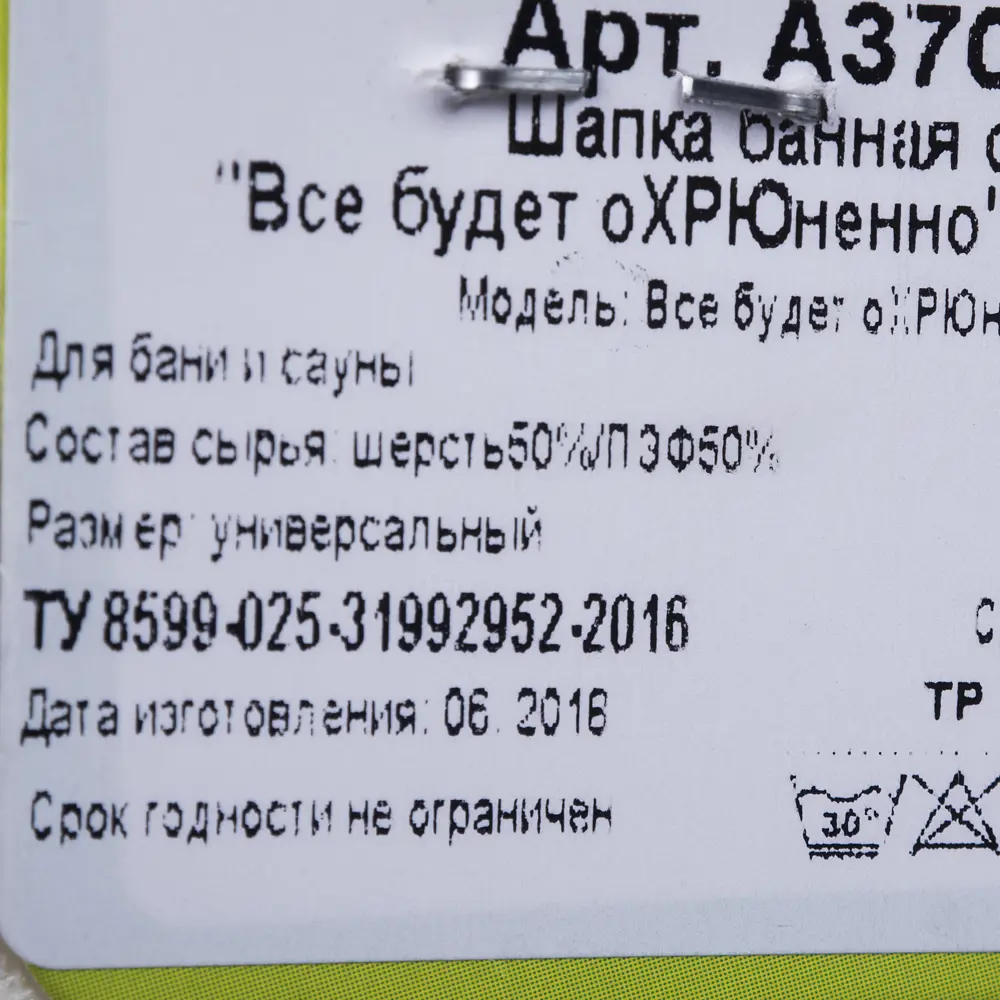 Арт. А370
Шапка банная с
"Все будет оХРЮненно"
Модель: Все будет оХРЮн
Для бани и сауны
Состав сырья: шерсть50%/ПЭФ50%
Размер: универсальный
ТУ 8599-025-31992952-2016
С
Дата изготовления: 06. 2016
ТР
Срок годности не ограничен
30°